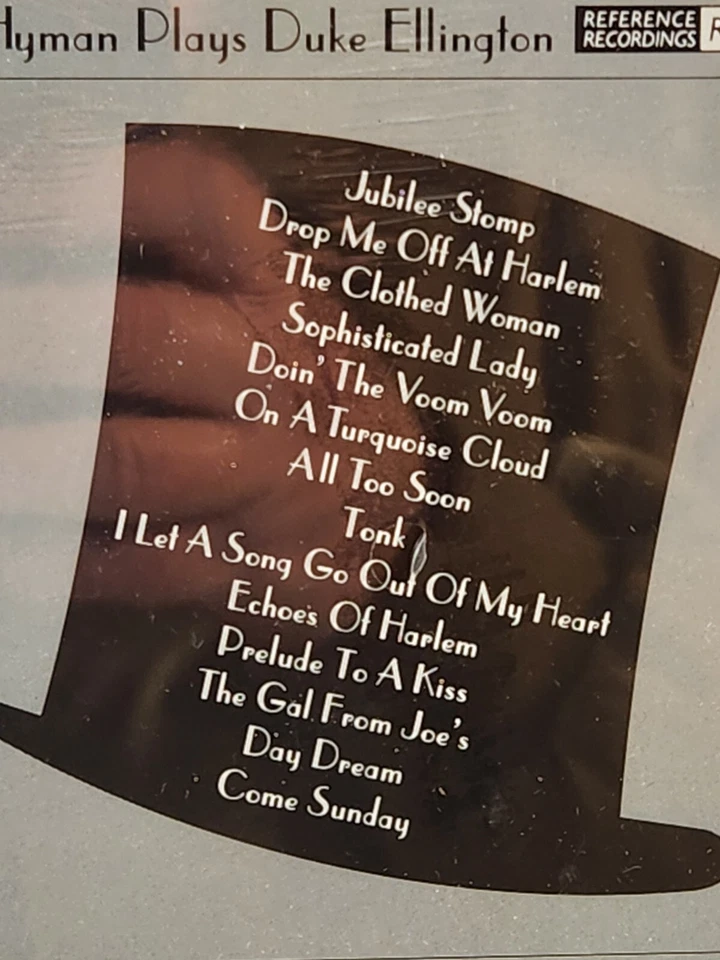 Hyman Plays Duke Ellington
REFERENCE
RECORDINGS
R
Jubilee Stomp
Drop Me Off At Harlem
The Clothed Woman
Sophisticated Lady
Doin' The Voom Voom
On A Turquoise Cloud
All Too Soon
Tonk
I Let A Song Go Out Of My Heart
Echoes Of Harlem
Prelude To A Kiss
The Gal From Joe's
Day Dream
Come Sunday